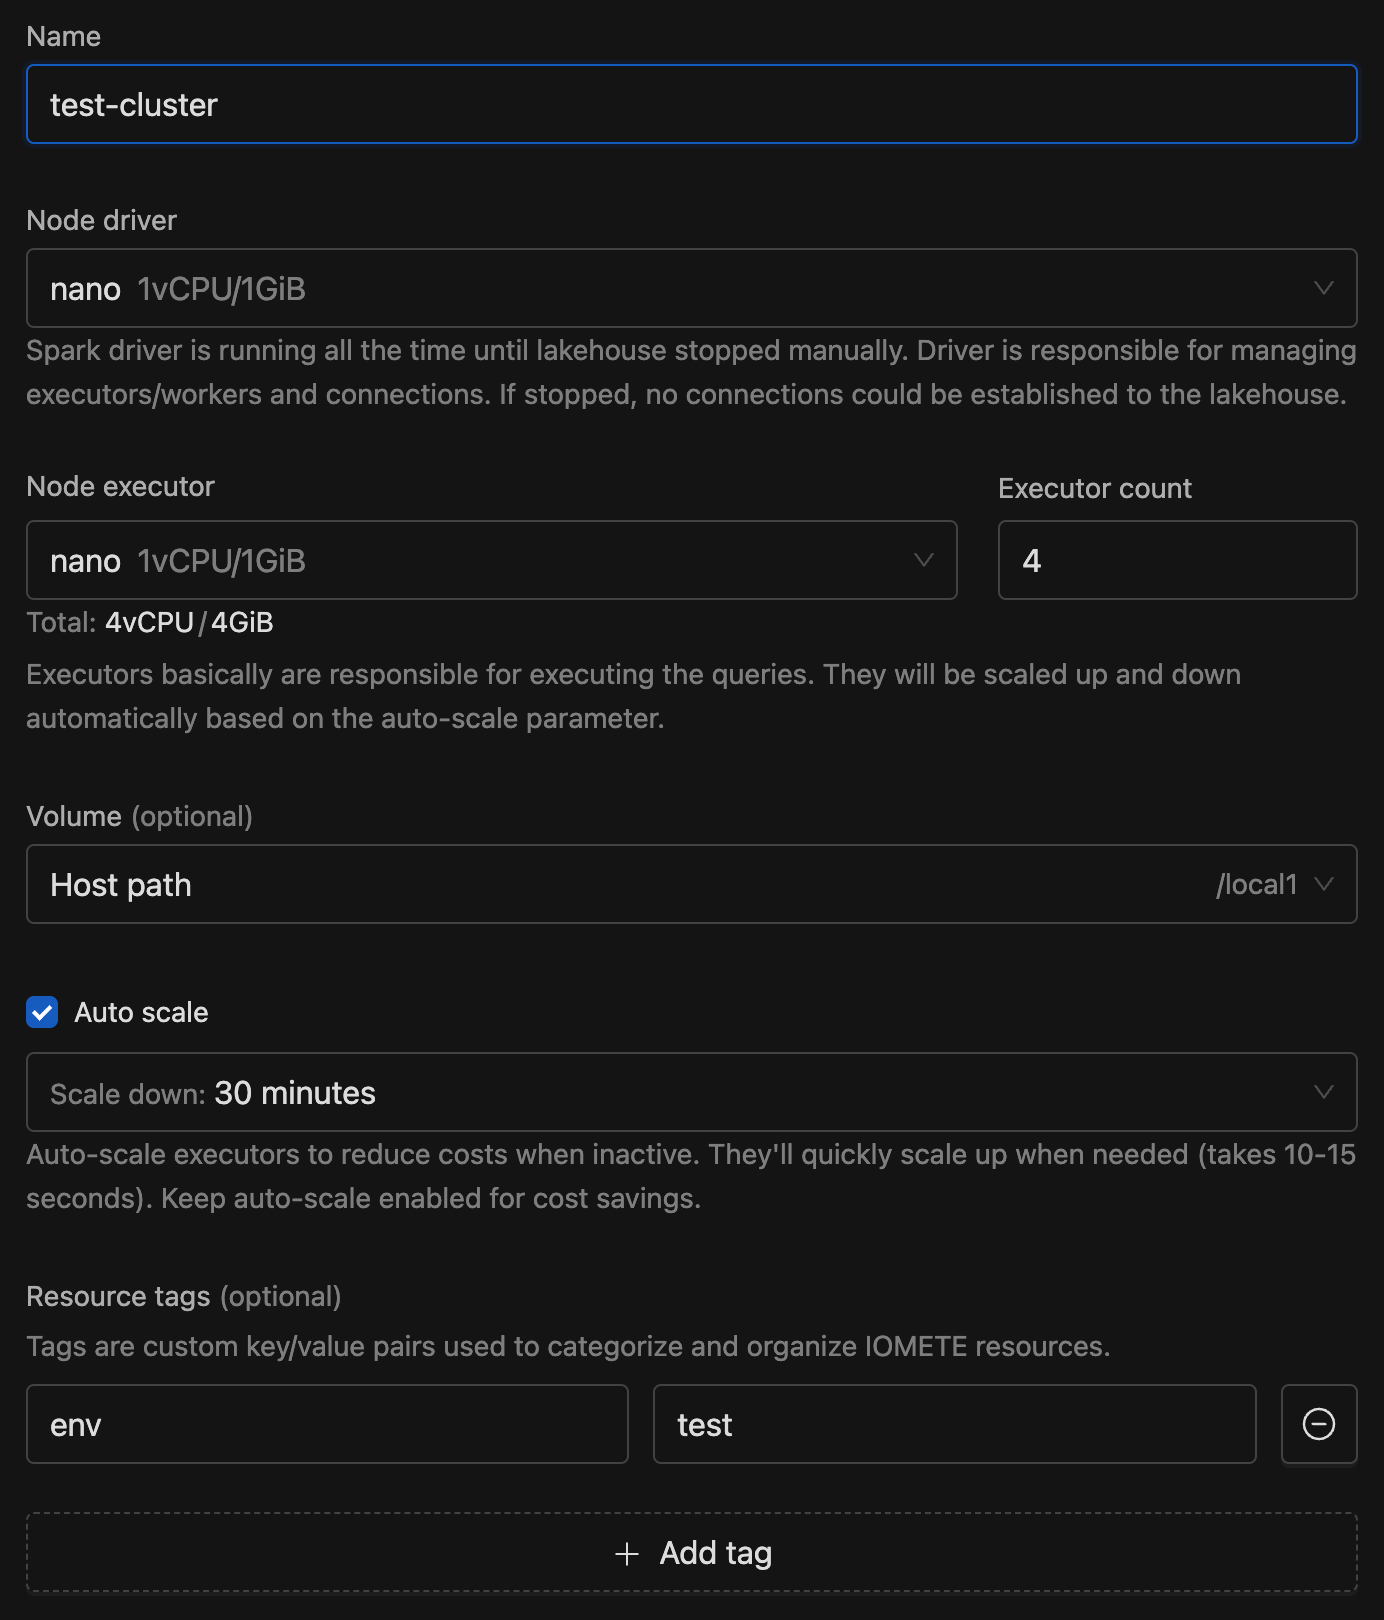 Name
test-cluster
Node driver
nano 1vCPU/1GiB
Spark driver is running all the time until lakehouse stopped manually. Driver is responsible for managing
executors/workers and connections. If stopped, no connections could be established to the lakehouse.
Node executor
Executor count
nano 1vCPU/1GiB
4
Total: 4vCPU/4GiB
Executors basically are responsible for executing the queries. They will be scaled up and down
automatically based on the auto-scale parameter.
Volume (optional)
Host path /local1
Auto scale
Scale down: 30 minutes
Auto-scale executors to reduce costs when inactive. They'll quickly scale up when needed (takes 10-15
seconds). Keep auto-scale enabled for cost savings.
Resource tags (optional)
Tags are custom key/value pairs used to categorize and organize IOMETE resources.
env
test
Add tag